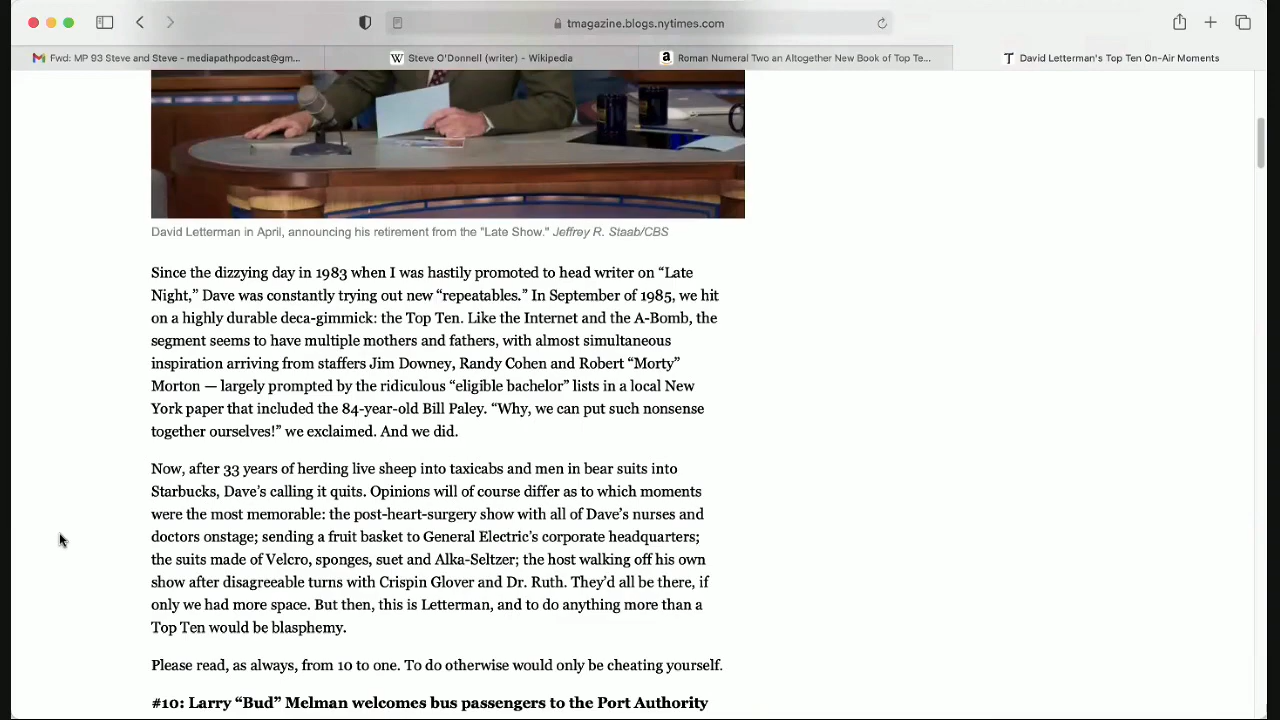 tmagazine.blogs.nytimes.com
Fwd: MP 93 Steve and Steve - mediapathpodcast@gm...
W Steve O'Donnell (writer) - Wikipedia
a Roman Numeral Two an Altogether New Book of Top Te...
T David Letterman's Top Ten On-Air Moments
David Letterman in April, announcing his retirement from the "Late Show." Jeffrey R. Staab/CBS
Since the dizzying day in 1983 when I was hastily promoted to head writer on “Late
Night,” Dave was constantly trying out new “repeatables.” In September of 1985, we hit
on a highly durable deca-gimmick: the Top Ten. Like the Internet and the A-Bomb, the
segment seems to have multiple mothers and fathers, with almost simultaneous
inspiration arriving from staffers Jim Downey, Randy Cohen and Robert “Morty”
Morton — largely prompted by the ridiculous “eligible bachelor” lists in a local New
York paper that included the 84-year-old Bill Paley. “Why, we can put such nonsense
together ourselves!” we exclaimed. And we did.
Now, after 33 years of herding live sheep into taxicabs and men in bear suits into
Starbucks, Dave’s calling it quits. Opinions will of course differ as to which moments
were the most memorable: the post-heart-surgery show with all of Dave’s nurses and
doctors onstage; sending a fruit basket to General Electric’s corporate headquarters;
the suits made of Velcro, sponges, suet and Alka-Seltzer; the host walking off his own
show after disagreeable turns with Crispin Glover and Dr. Ruth. They’d all be there, if
only we had more space. But then, this is Letterman, and to do anything more than a
Top Ten would be blasphemy.
Please read, as always, from 10 to one. To do otherwise would only be cheating yourself.
#10: Larry “Bud” Melman welcomes bus passengers to the Port Authority